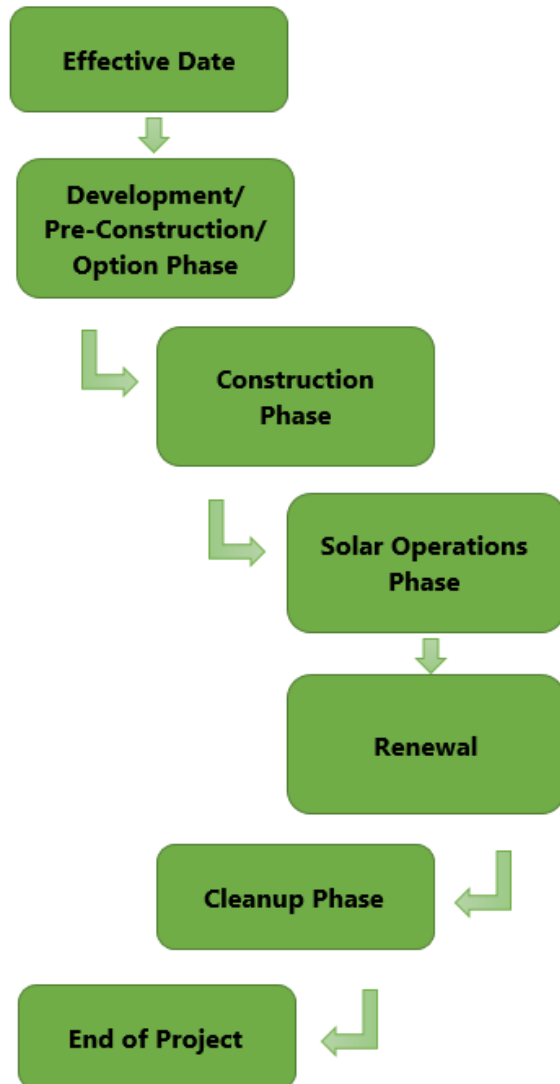 Effective Date
Development/
Pre-Construction/
Option Phase
Construction
Phase
Solar Operations
Phase
Renewal
Cleanup Phase
End of Project